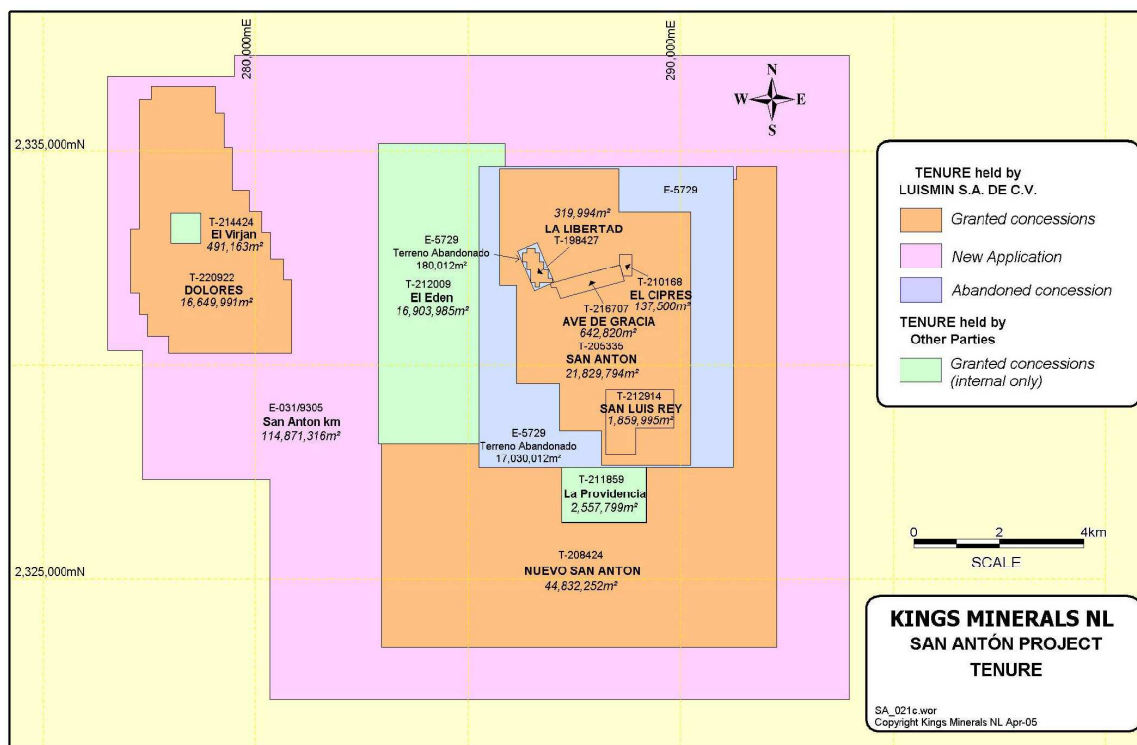 280,000mE
290,000mE
N
W E
S
2,335,000mN
E-5729
T-214424
El Virjan
491,163m²
T-220922
DOLORES
16,649,991m²
E-5729
Terreno Abandonado
180,012m²
T-212009
El Eden
16,903,985m²
319,994m²
LA LIBERTAD
T-198427
T-210168
EL CIPRES
137,500m²
T-216707
AVE DE GRACIA
642,820m²
T-205335
SAN ANTON
21,829,794m²
T-212914
SAN LUIS REY
1,859,995m²
E-031/9305
San Anton km
114,871,316m²
E-5729
Terreno Abandonado
17,030,012m²
T-211859
La Providencia
2,557,799m²
T-208424
NUEVO SAN ANTON
44,832,252m²
2,325,000mN
TENURE held by
LUISMIN S.A. DE C.V.
Granted concessions
New Application
Abandoned concession
TENURE held by
Other Parties
Granted concessions
(internal only)
0 2 4km
SCALE
KINGS MINERALS NL
SAN ANTÓN PROJECT
TENURE
SA_021c.wor
Copyright Kings Minerals NL Apr-05